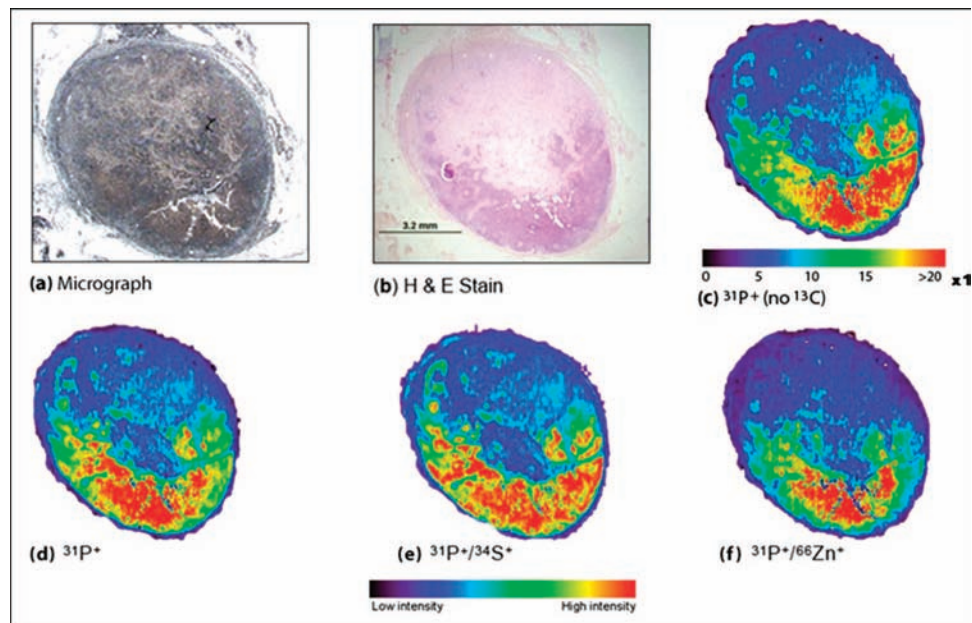 3.2 mm
(a) Micrograph
(b) H & E Stain
0 5 10 15 >20 x1
(c) ³¹P⁺ (no ¹³C)
(d) ³¹P⁺
(e) ³¹P⁺/³⁴S⁺
(f) ³¹P⁺/⁶⁶Zn⁺
Low intensity High intensity